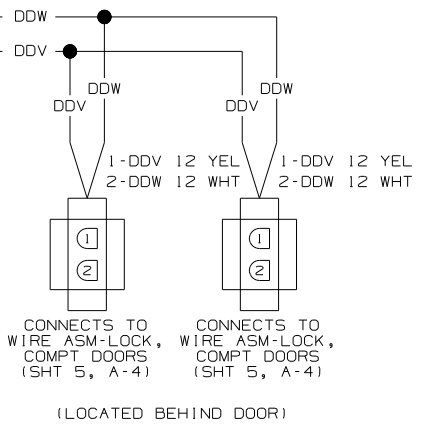 DDW
DDV
DDW DDW
DDV DDV
1-DDV 12 YEL 1-DDV 12 YEL
2-DDW 12 WHT 2-DDW 12 WHT
1 1
2 2
CONNECTS TO CONNECTS TO
WIRE ASM-LOCK, WIRE ASM-LOCK,
COMPT DOORS COMPT DOORS
(SHT 5, A-4) (SHT 5, A-4)
(LOCATED BEHIND DOOR)